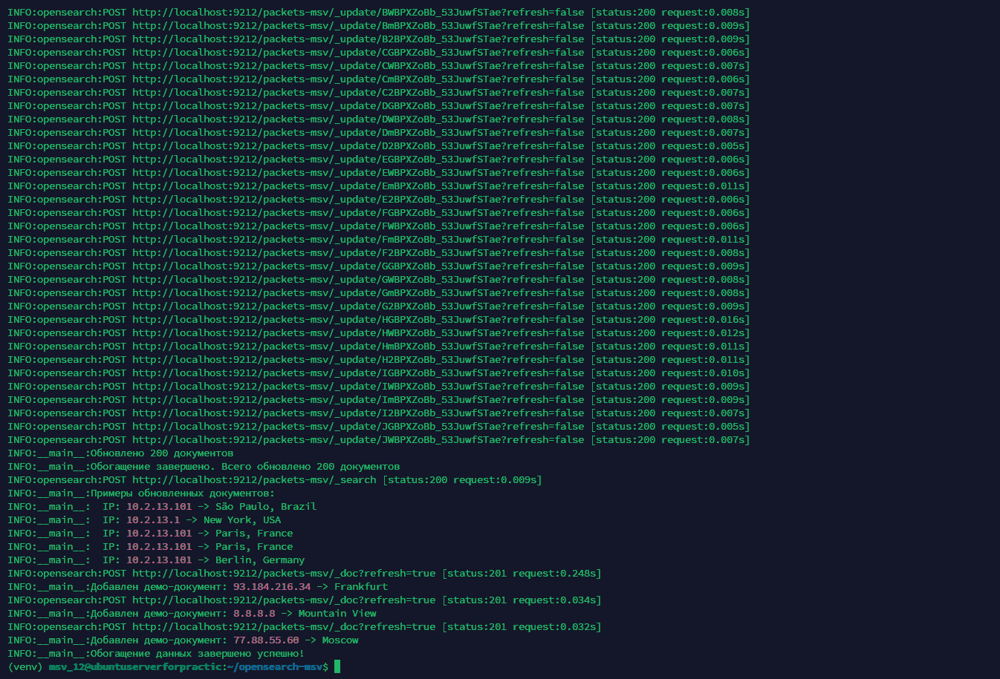 INFO:opensearch:POST http://localhost:9212/packets-msv/_update/BWBPXZoBb_53JuwfSTae?refresh=false [status:200 request:0.008s]
INFO:opensearch:POST http://localhost:9212/packets-msv/_update/BmBPXZoBb_53JuwfSTae?refresh=false [status:200 request:0.009s]
INFO:opensearch:POST http://localhost:9212/packets-msv/_update/B2BPXZoBb_53JuwfSTae?refresh=false [status:200 request:0.009s]
INFO:opensearch:POST http://localhost:9212/packets-msv/_update/CGBPXZoBb_53JuwfSTae?refresh=false [status:200 request:0.006s]
INFO:opensearch:POST http://localhost:9212/packets-msv/_update/CWBPXZoBb_53JuwfSTae?refresh=false [status:200 request:0.007s]
INFO:opensearch:POST http://localhost:9212/packets-msv/_update/CmBPXZoBb_53JuwfSTae?refresh=false [status:200 request:0.006s]
INFO:opensearch:POST http://localhost:9212/packets-msv/_update/C2BPXZoBb_53JuwfSTae?refresh=false [status:200 request:0.007s]
INFO:opensearch:POST http://localhost:9212/packets-msv/_update/DGBPXZoBb_53JuwfSTae?refresh=false [status:200 request:0.007s]
INFO:opensearch:POST http://localhost:9212/packets-msv/_update/DWBPXZoBb_53JuwfSTae?refresh=false [status:200 request:0.008s]
INFO:opensearch:POST http://localhost:9212/packets-msv/_update/DmBPXZoBb_53JuwfSTae?refresh=false [status:200 request:0.007s]
INFO:opensearch:POST http://localhost:9212/packets-msv/_update/D2BPXZoBb_53JuwfSTae?refresh=false [status:200 request:0.005s]
INFO:opensearch:POST http://localhost:9212/packets-msv/_update/EGBPXZoBb_53JuwfSTae?refresh=false [status:200 request:0.006s]
INFO:opensearch:POST http://localhost:9212/packets-msv/_update/EWBPXZoBb_53JuwfSTae?refresh=false [status:200 request:0.006s]
INFO:opensearch:POST http://localhost:9212/packets-msv/_update/EmBPXZoBb_53JuwfSTae?refresh=false [status:200 request:0.011s]
INFO:opensearch:POST http://localhost:9212/packets-msv/_update/E2BPXZoBb_53JuwfSTae?refresh=false [status:200 request:0.006s]
INFO:opensearch:POST http://localhost:9212/packets-msv/_update/FGBPXZoBb_53JuwfSTae?refresh=false [status:200 request:0.006s]
INFO:opensearch:POST http://localhost:9212/packets-msv/_update/FWBPXZoBb_53JuwfSTae?refresh=false [status:200 request:0.006s]
INFO:opensearch:POST http://localhost:9212/packets-msv/_update/FmBPXZoBb_53JuwfSTae?refresh=false [status:200 request:0.011s]
INFO:opensearch:POST http://localhost:9212/packets-msv/_update/F2BPXZoBb_53JuwfSTae?refresh=false [status:200 request:0.008s]
INFO:opensearch:POST http://localhost:9212/packets-msv/_update/GGBPXZoBb_53JuwfSTae?refresh=false [status:200 request:0.009s]
INFO:opensearch:POST http://localhost:9212/packets-msv/_update/GWBPXZoBb_53JuwfSTae?refresh=false [status:200 request:0.008s]
INFO:opensearch:POST http://localhost:9212/packets-msv/_update/GmBPXZoBb_53JuwfSTae?refresh=false [status:200 request:0.008s]
INFO:opensearch:POST http://localhost:9212/packets-msv/_update/G2BPXZoBb_53JuwfSTae?refresh=false [status:200 request:0.009s]
INFO:opensearch:POST http://localhost:9212/packets-msv/_update/HGBPXZoBb_53JuwfSTae?refresh=false [status:200 request:0.016s]
INFO:opensearch:POST http://localhost:9212/packets-msv/_update/HWBPXZoBb_53JuwfSTae?refresh=false [status:200 request:0.012s]
INFO:opensearch:POST http://localhost:9212/packets-msv/_update/HmBPXZoBb_53JuwfSTae?refresh=false [status:200 request:0.011s]
INFO:opensearch:POST http://localhost:9212/packets-msv/_update/H2BPXZoBb_53JuwfSTae?refresh=false [status:200 request:0.011s]
INFO:opensearch:POST http://localhost:9212/packets-msv/_update/IGBPXZoBb_53JuwfSTae?refresh=false [status:200 request:0.010s]
INFO:opensearch:POST http://localhost:9212/packets-msv/_update/IWBPXZoBb_53JuwfSTae?refresh=false [status:200 request:0.009s]
INFO:opensearch:POST http://localhost:9212/packets-msv/_update/ImBPXZoBb_53JuwfSTae?refresh=false [status:200 request:0.009s]
INFO:opensearch:POST http://localhost:9212/packets-msv/_update/I2BPXZoBb_53JuwfSTae?refresh=false [status:200 request:0.007s]
INFO:opensearch:POST http://localhost:9212/packets-msv/_update/JGBPXZoBb_53JuwfSTae?refresh=false [status:200 request:0.005s]
INFO:opensearch:POST http://localhost:9212/packets-msv/_update/JWBPXZoBb_53JuwfSTae?refresh=false [status:200 request:0.007s]
INFO:__main__:Обновлено 200 документов
INFO:__main__:Обогащение завершено. Всего обновлено 200 документов
INFO:opensearch:POST http://localhost:9212/packets-msv/_search [status:200 request:0.009s]
INFO:__main__:Примеры обновленных документов:
INFO:__main__:  IP: 10.2.13.101 -> São Paulo, Brazil
INFO:__main__:  IP: 10.2.13.1 -> New York, USA
INFO:__main__:  IP: 10.2.13.101 -> Paris, France
INFO:__main__:  IP: 10.2.13.101 -> Paris, France
INFO:__main__:  IP: 10.2.13.101 -> Berlin, Germany
INFO:opensearch:POST http://localhost:9212/packets-msv/_doc?refresh=true [status:201 request:0.248s]
INFO:__main__:Добавлен демо-документ: 93.184.216.34 -> Frankfurt
INFO:opensearch:POST http://localhost:9212/packets-msv/_doc?refresh=true [status:201 request:0.034s]
INFO:__main__:Добавлен демо-документ: 8.8.8.8 -> Mountain View
INFO:opensearch:POST http://localhost:9212/packets-msv/_doc?refresh=true [status:201 request:0.032s]
INFO:__main__:Добавлен демо-документ: 77.88.55.60 -> Moscow
INFO:__main__:Обогащение данных завершено успешно!
(venv) msv_12@ubuntuserverforpractic:~/opensearch-msv$